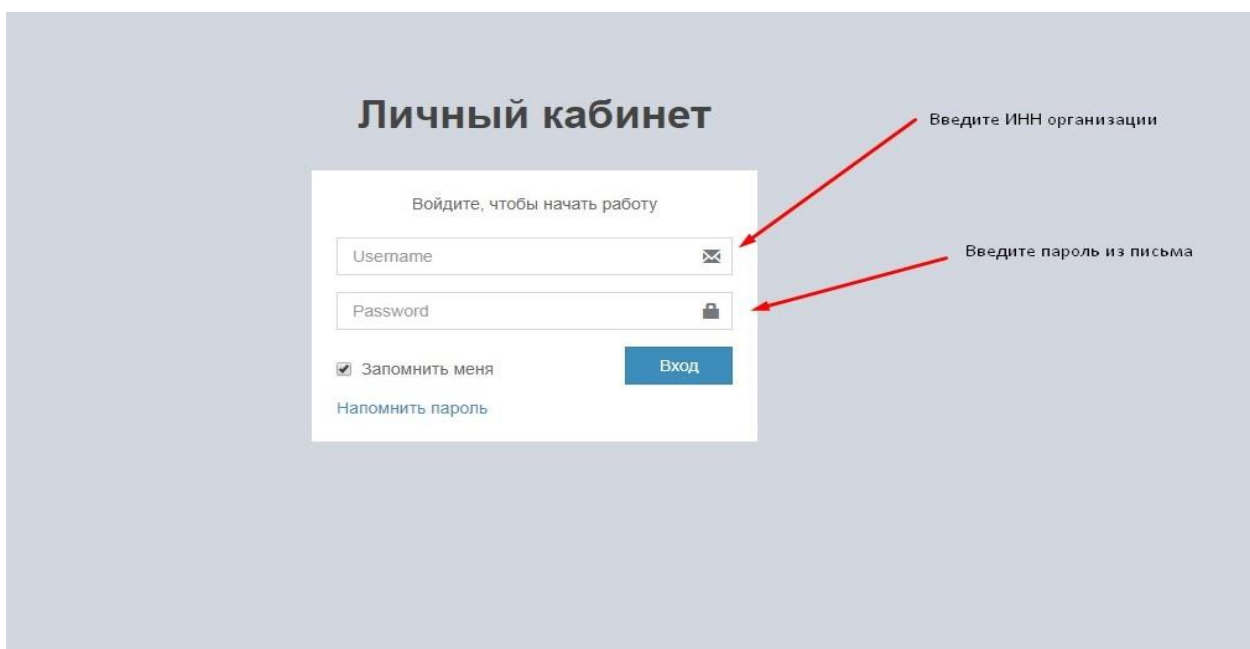 Личный кабинет
Введите ИНН организации
Войдите, чтобы начать работу
Username
Введите пароль из письма
Password
Запомнить меня
Вход
Напомнить пароль